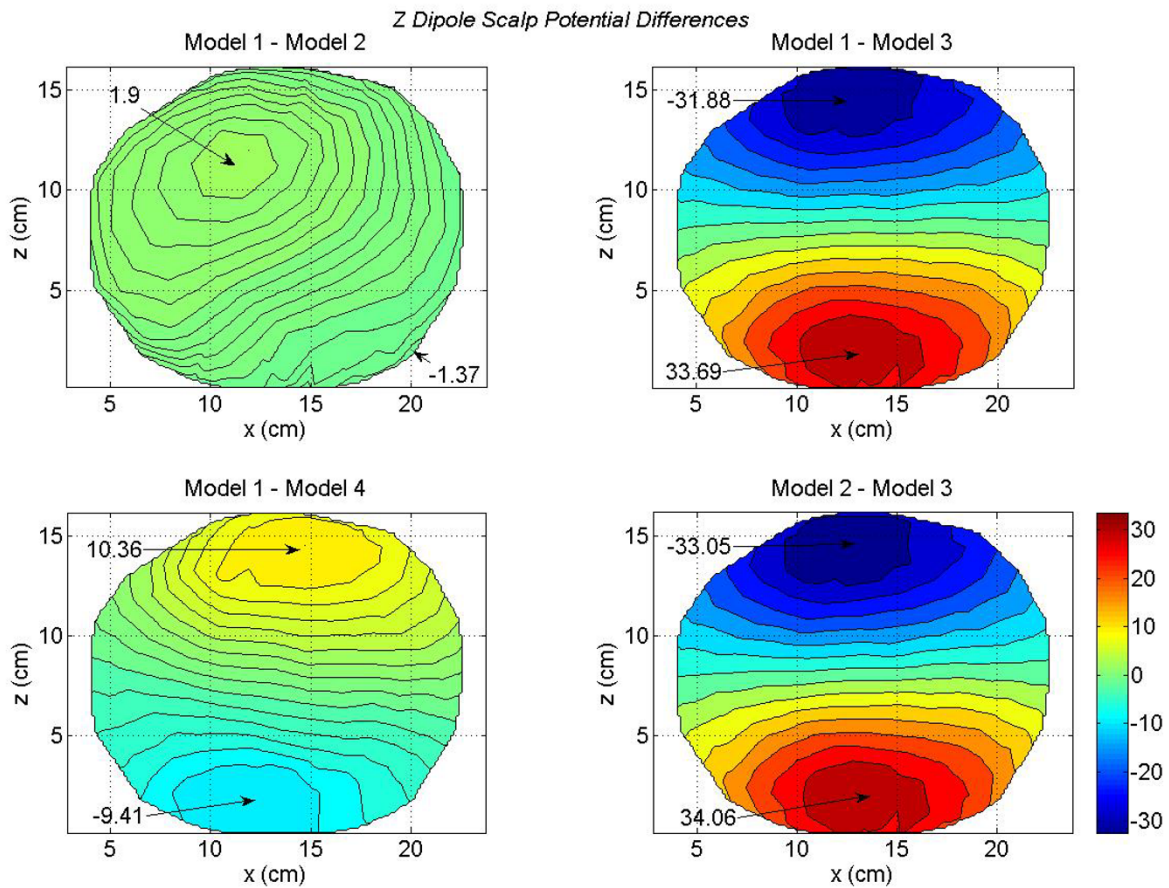 Z Dipole Scalp Potential Differences
Model 1 - Model 2
1.9
15
10
5
z (cm)
-1.37
5 10 15 20
x (cm)
Model 1 - Model 3
-31.88
15
10
5
z (cm)
33.69
5 10 15 20
x (cm)
Model 1 - Model 4
10.36
15
10
5
z (cm)
-9.41
5 10 15 20
x (cm)
Model 2 - Model 3
-33.05
15
10
5
z (cm)
34.06
5 10 15 20
x (cm)
30
20
10
0
-10
-20
-30